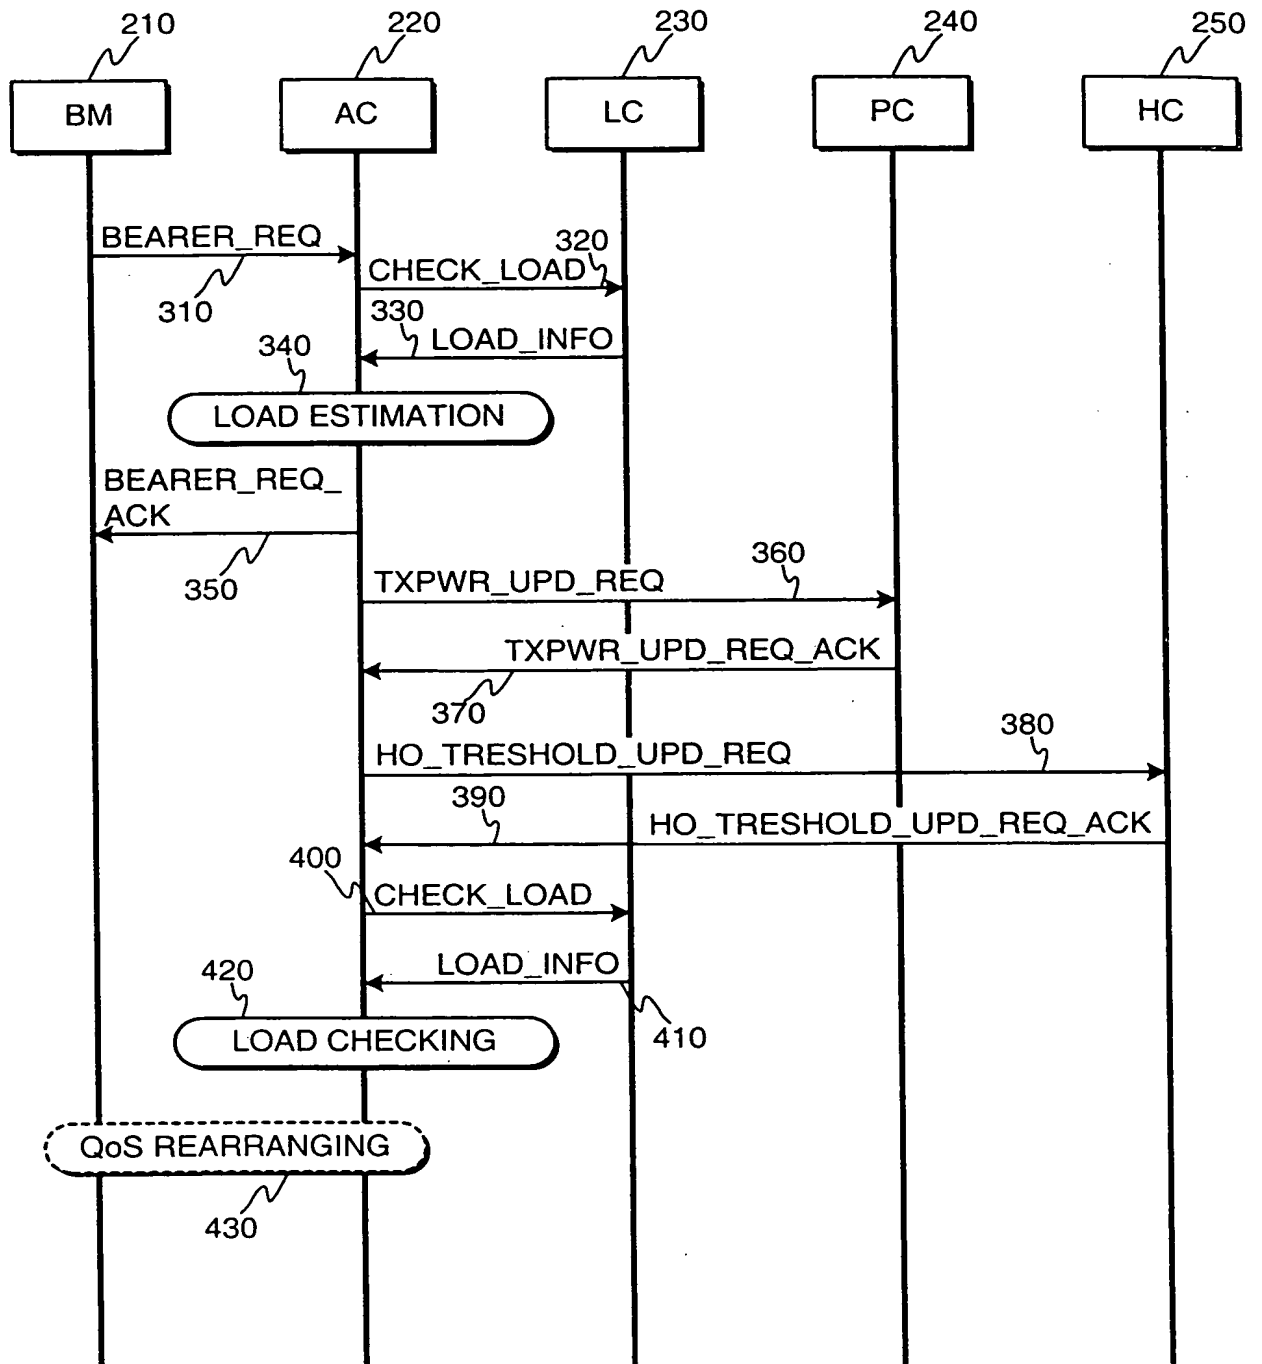 210
220
230
240
250
BM
AC
LC
PC
HC
BEARER_REQ
310
CHECK_LOAD
320
330
LOAD_INFO
340
LOAD ESTIMATION
BEARER_REQ_
ACK
350
TXPWR_UPD_REQ
360
TXPWR_UPD_REQ_ACK
370
HO_TRESHOLD_UPD_REQ
380
390
HO_TRESHOLD_UPD_REQ_ACK
400
CHECK_LOAD
LOAD_INFO
410
420
LOAD CHECKING
QoS REARRANGING
430